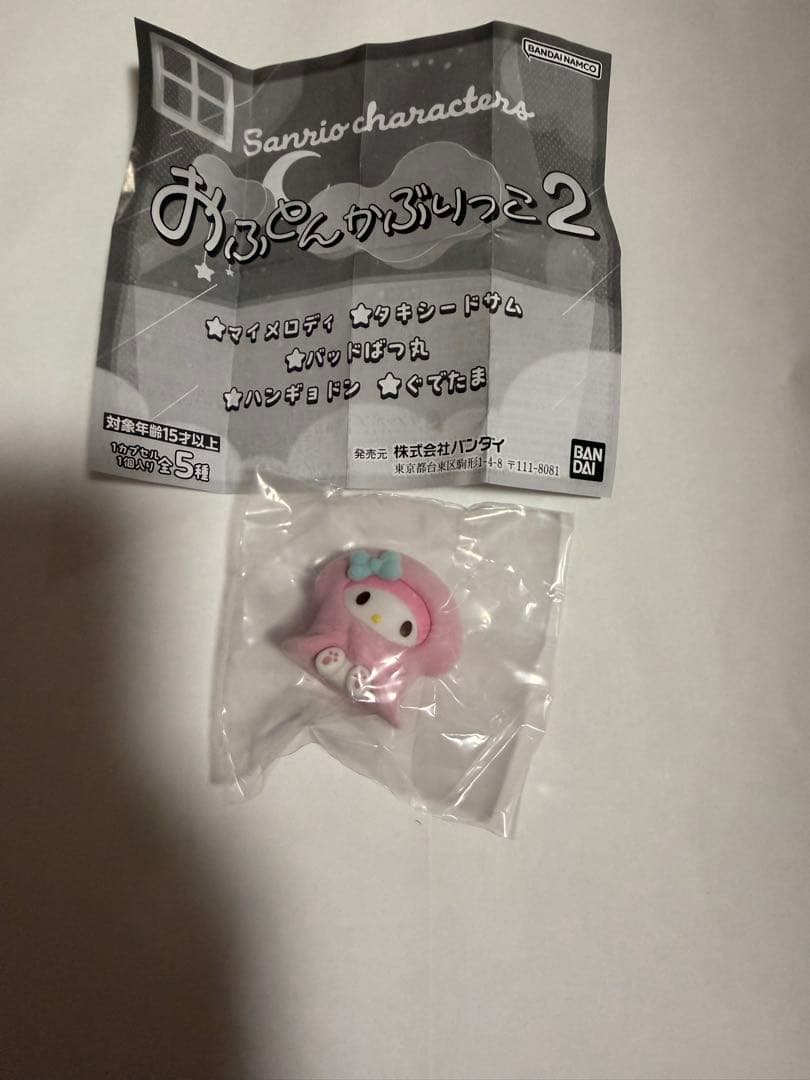 BANDAI NAMCO
Sanrio characters
おふとんかぶりっこ2
★マイメロディ ★タキシードサム
★バッドばつ丸
★ハンギョドン ★ぐでたま
対象年齢15才以上
1カプセル
1個入り 全5種
発売元 株式会社バンダイ
東京都台東区駒形1-4-8 〒111-8081
BAN
DAI